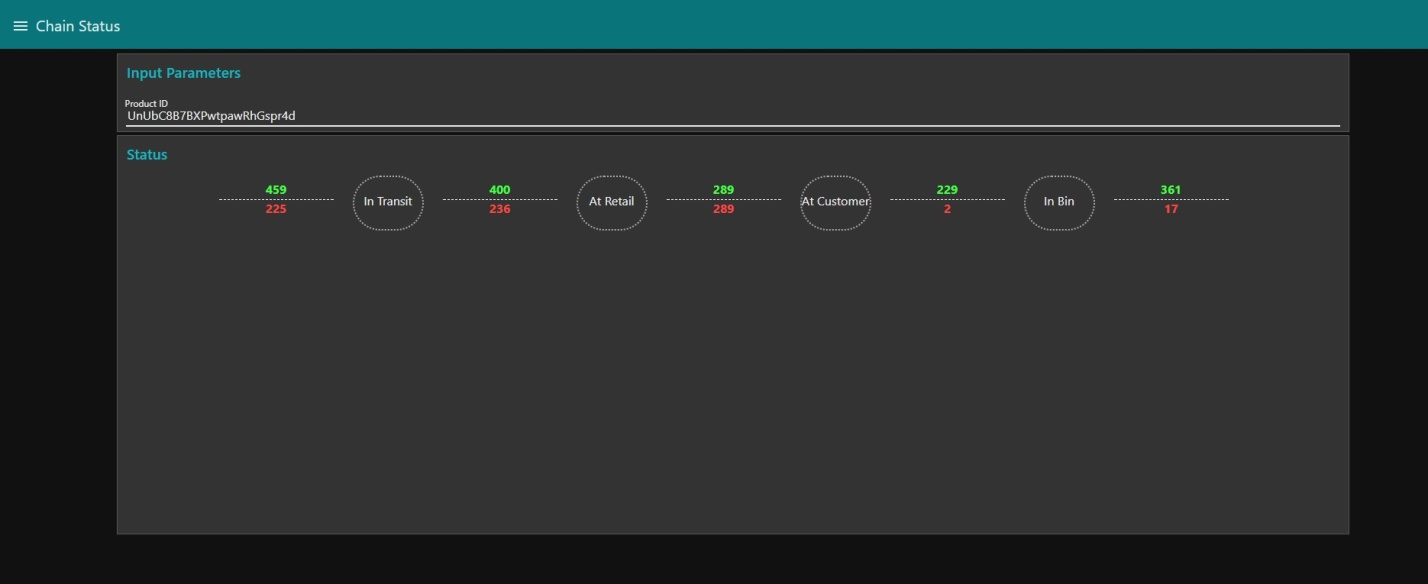 Chain Status
Input Parameters
Product ID
UnUbC8B7BXPwtpawRhGspr4d
Status
459
225
In Transit
400
236
At Retail
289
289
At Customer
229
2
In Bin
361
17